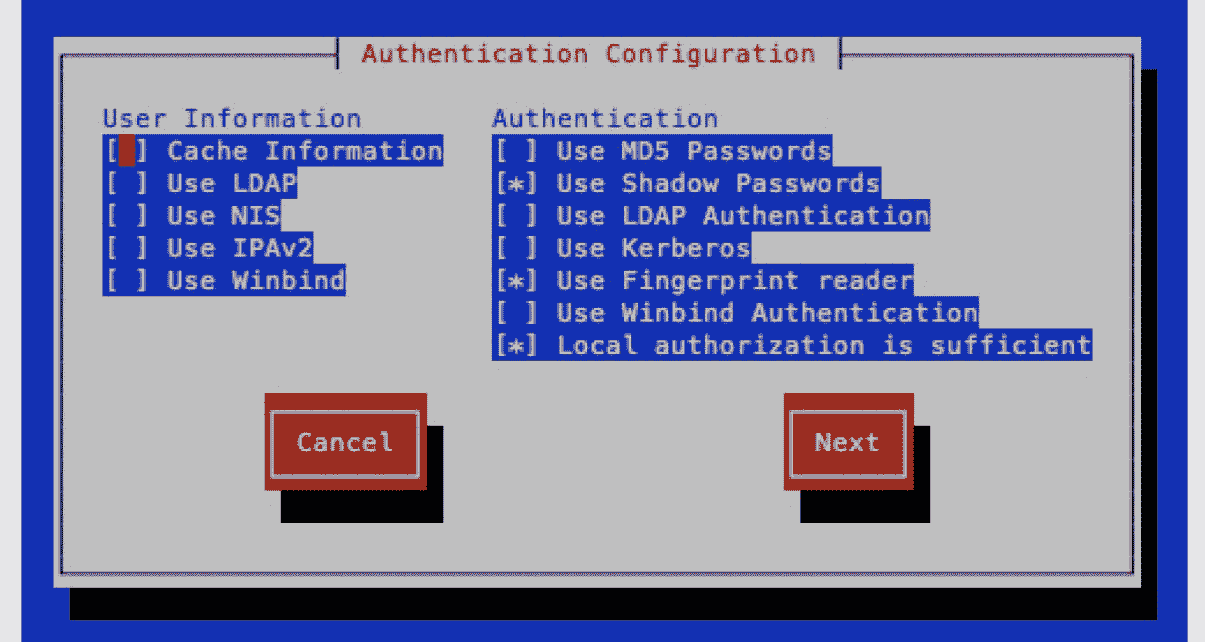 Authentication Configuration
User Information
[ ] Cache Information
[ ] Use LDAP
[ ] Use NIS
[ ] Use IPAv2
[ ] Use Winbind
Authentication
[ ] Use MD5 Passwords
[*] Use Shadow Passwords
[ ] Use LDAP Authentication
[ ] Use Kerberos
[*] Use Fingerprint reader
[ ] Use Winbind Authentication
[*] Local authorization is sufficient
Cancel
Next